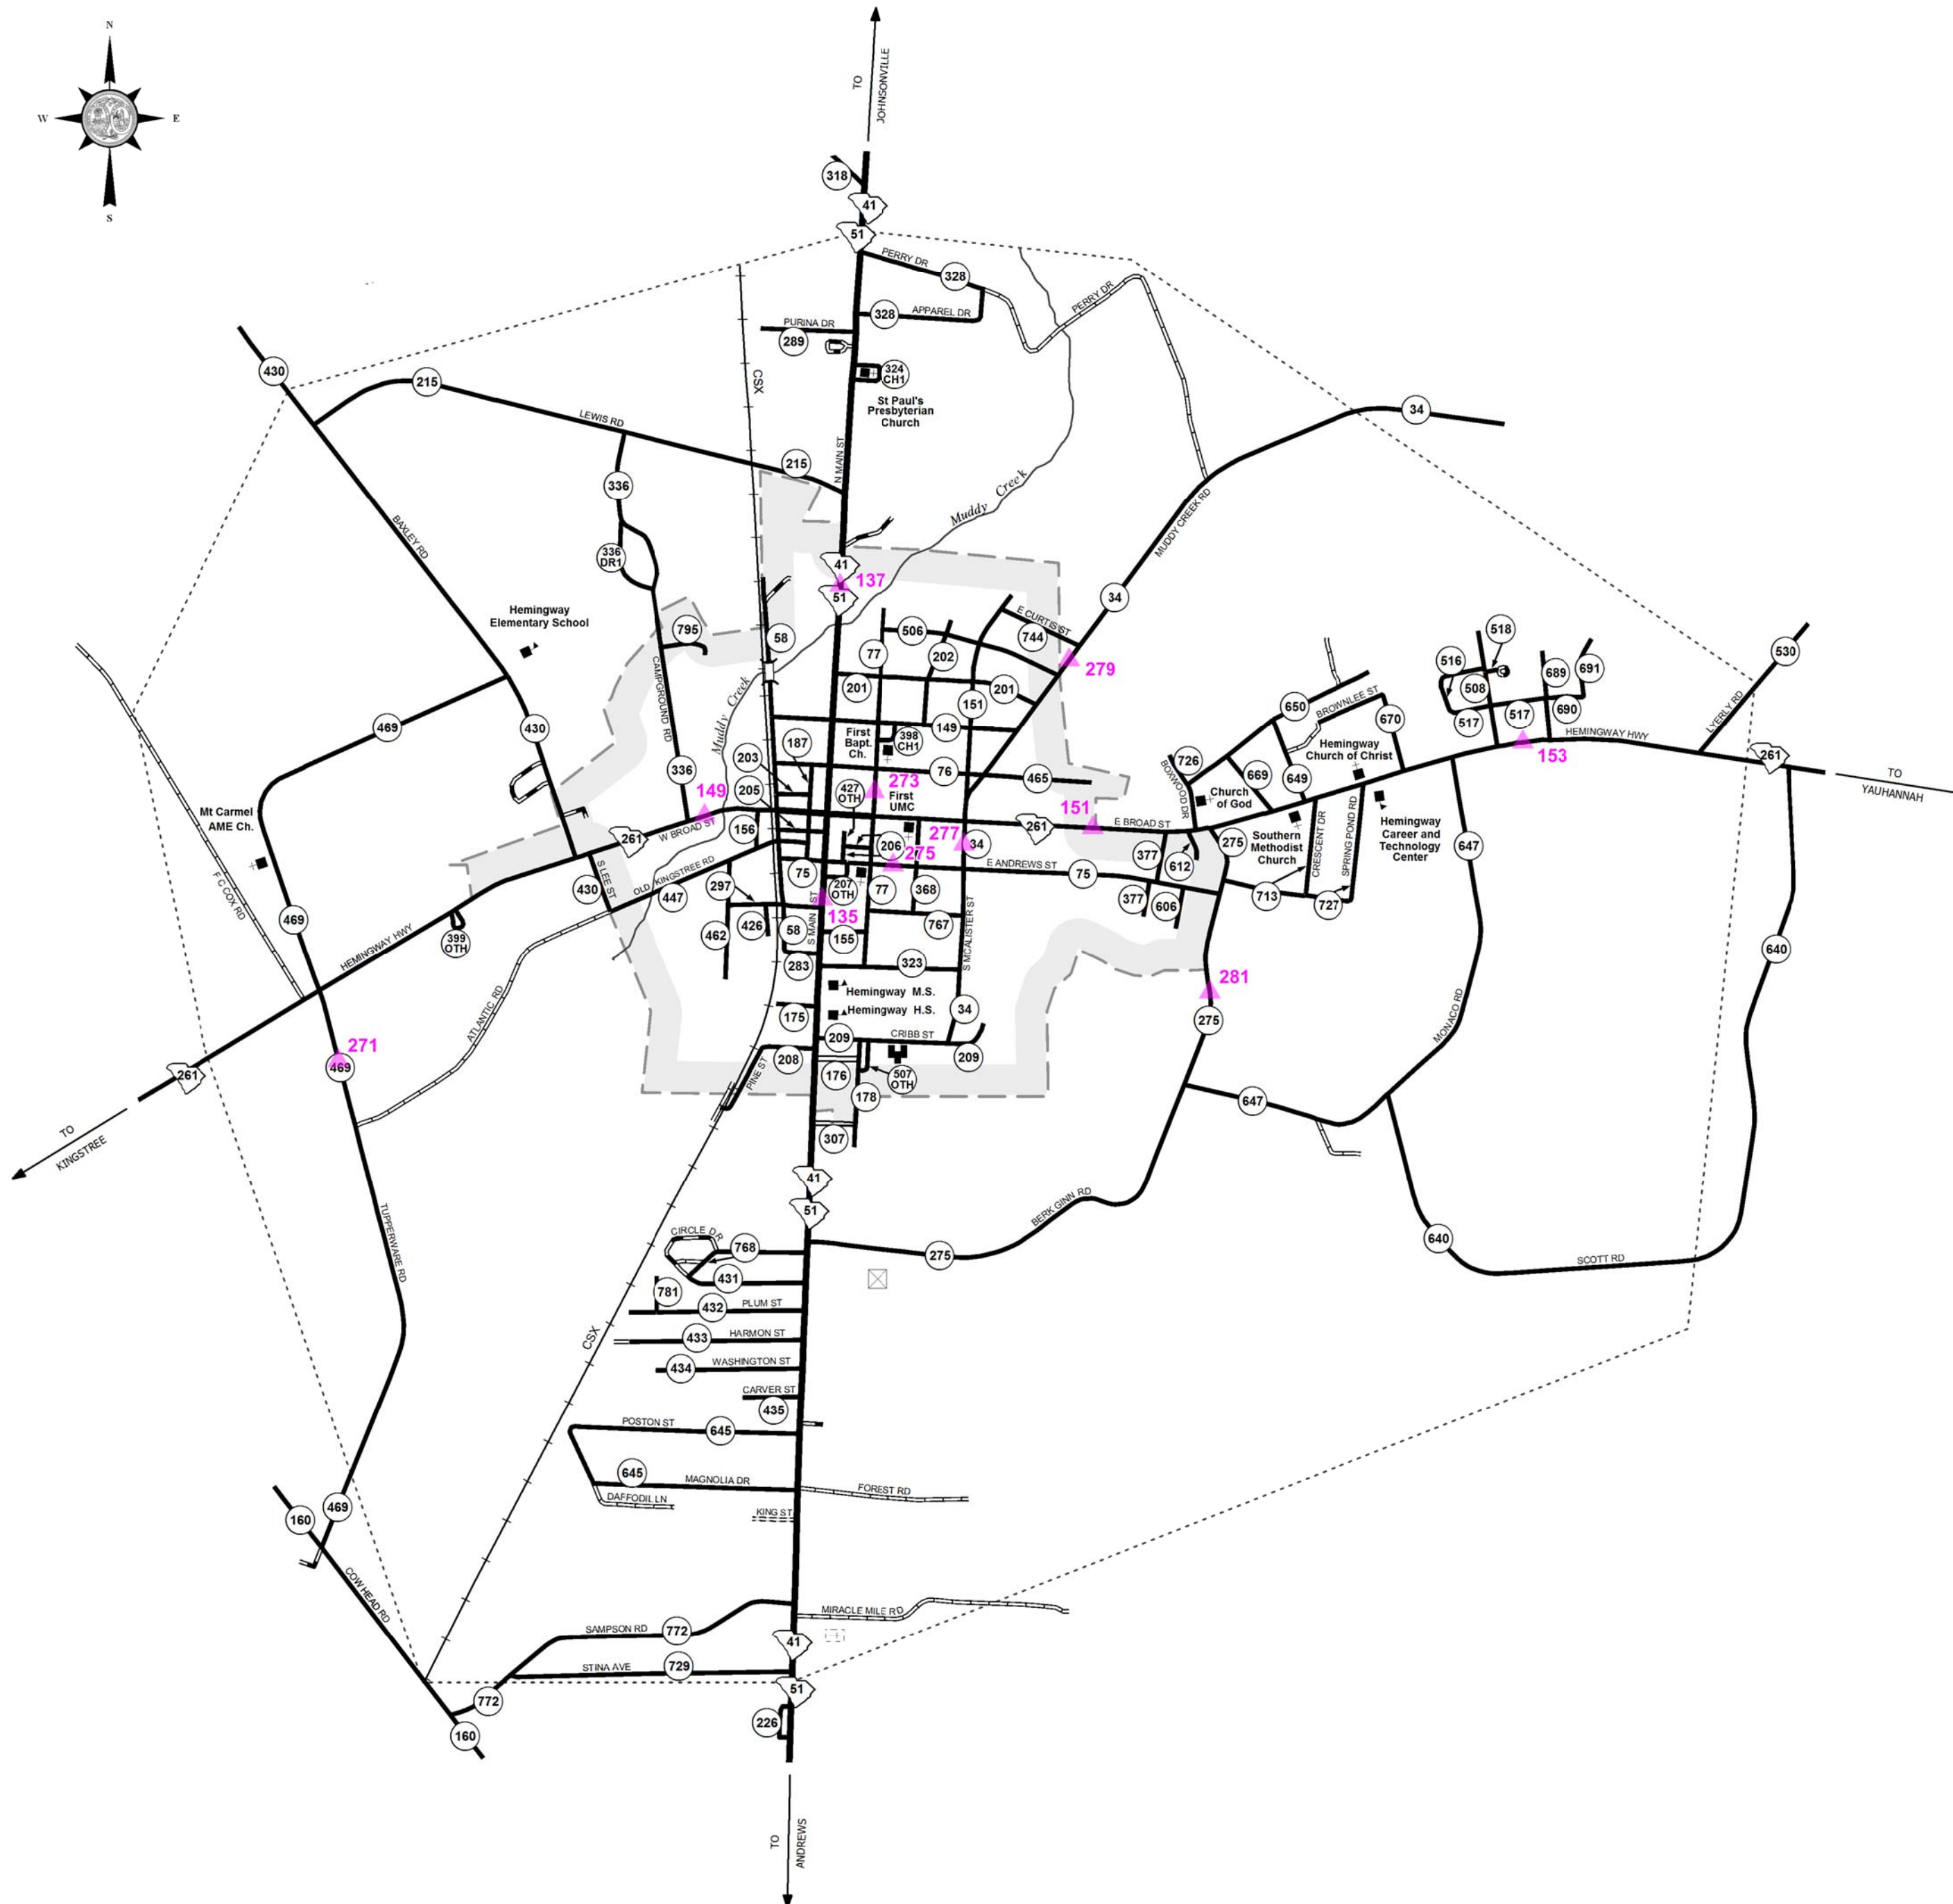 N
W
E
S
TO
JOHNSONVILLE
318
41
51
PERRY DR
328
PERRY DR
328
APPAREL DR
PURINA DR
289
430
CSX
324
CH1
St Paul's
Presbyterian
Church
215
34
LEWIS RD
N MAIN ST
215
336
Muddy Creek
MUDDY CREEK RD
BAXLEY RD
336
DR1
41
137
51
34
Hemingway
Elementary School
795
58
506
E CURTIS ST
744
77
202
279
518
516
530
689
691
508
CAMPGROUND RD
201
201
151
650
BROWNLEE ST
670
517
517
690
LYERLY RD
469
430
Muddy Creek
149
First
Bapt.
Ch.
398
CH1
187
203
HEMINGWAY HWY
153
261
Hemingway
Church of Christ
TO
YAUHANNAH
336
76
465
726
BOXWOOD DR
669
649
149
205
427
OTH
273
First
UMC
151
Church
of God
Mt Carmel
AME Ch.
261
W BROAD ST
156
261
E BROAD ST
277
34
206
275
275
Southern
Methodist
Church
CRESCENT DR
SPRING POND RD
Hemingway
Career and
Technology
Center
377
612
647
F C COX RD
S LEE ST
430
OLD KINGSTREE RD
447
297
75
207
OTH
77
368
E ANDREWS ST
75
377
606
713
727
469
399
OTH
HEMINGWAY HWY
462
426
58
S MAIN ST
135
155
767
S MCALISTER ST
640
283
323
281
Hemingway M.S.
Hemingway H.S.
ATLANTIC RD
175
34
275
MONACO RD
209
CRIBB ST
209
271
469
261
208
PINE ST
176
507
OTH
178
647
307
TO
KINGSTREE
41
51
BERK GINN RD
TUPPERWARE RD
CIRCLE DR
768
275
640
SCOTT RD
431
781
432
PLUM ST
CSX
433
HARMON ST
434
WASHINGTON ST
CARVER ST
435
POSTON ST
645
645
MAGNOLIA DR
FOREST RD
DAFFODIL LN
KING ST
469
160
COW HEAD RD
MIRACLE MILE RD
SAMPSON RD
772
41
STINA AVE
729
51
772
226
160
TO
ANDREWS